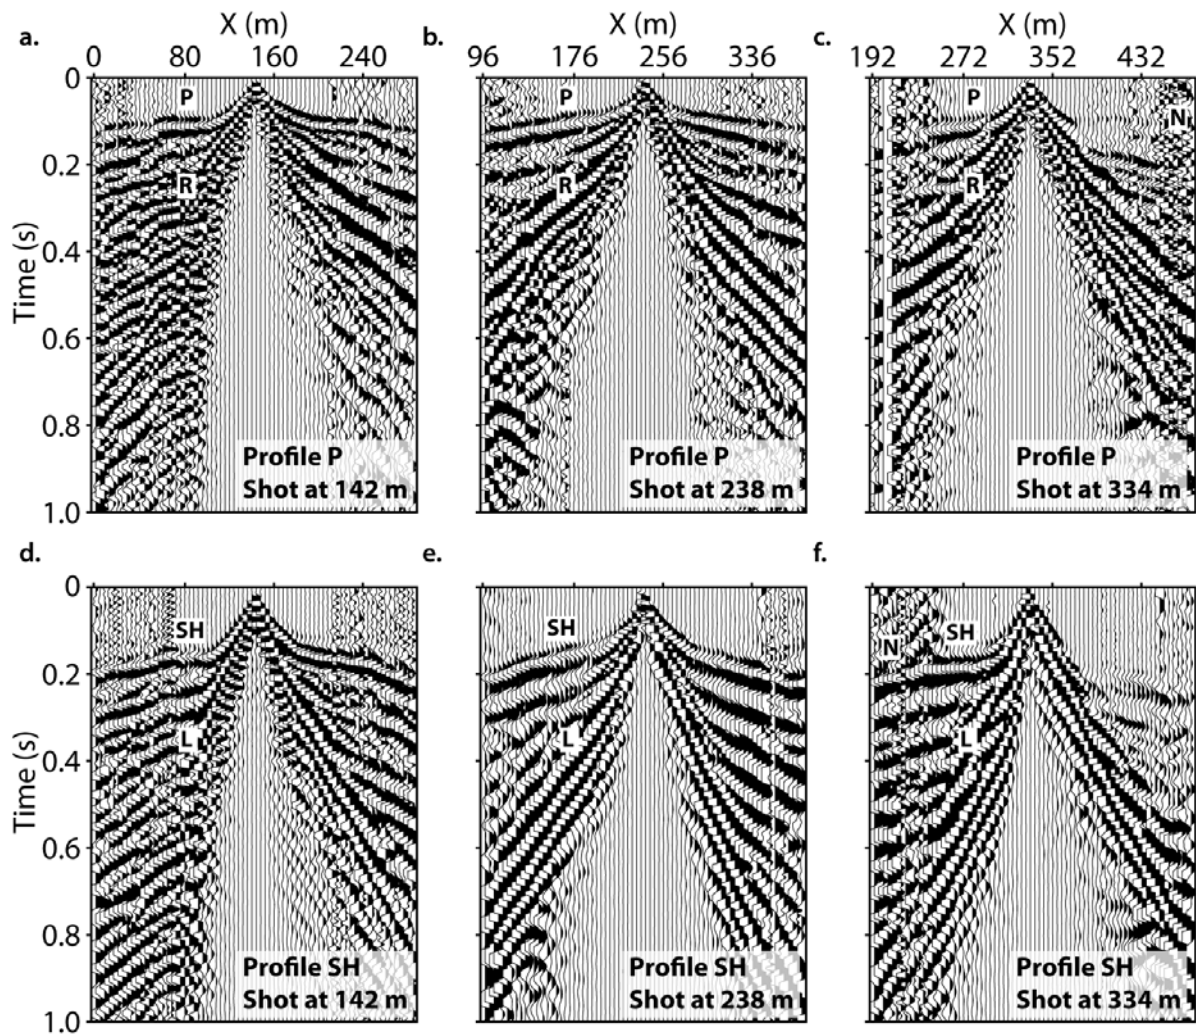 a.
X (m)
b.
X (m)
c.
X (m)
0 80 160 240
96 176 256 336
192 272 352 432
0
0.2
0.4
0.6
0.8
1.0
Time (s)
P
R
Profile P
Shot at 142 m
P
R
Profile P
Shot at 238 m
P
N
R
Profile P
Shot at 334 m
d.
e.
f.
0
0.2
0.4
0.6
0.8
1.0
Time (s)
SH
L
Profile SH
Shot at 142 m
SH
L
Profile SH
Shot at 238 m
N
SH
L
Profile SH
Shot at 334 m